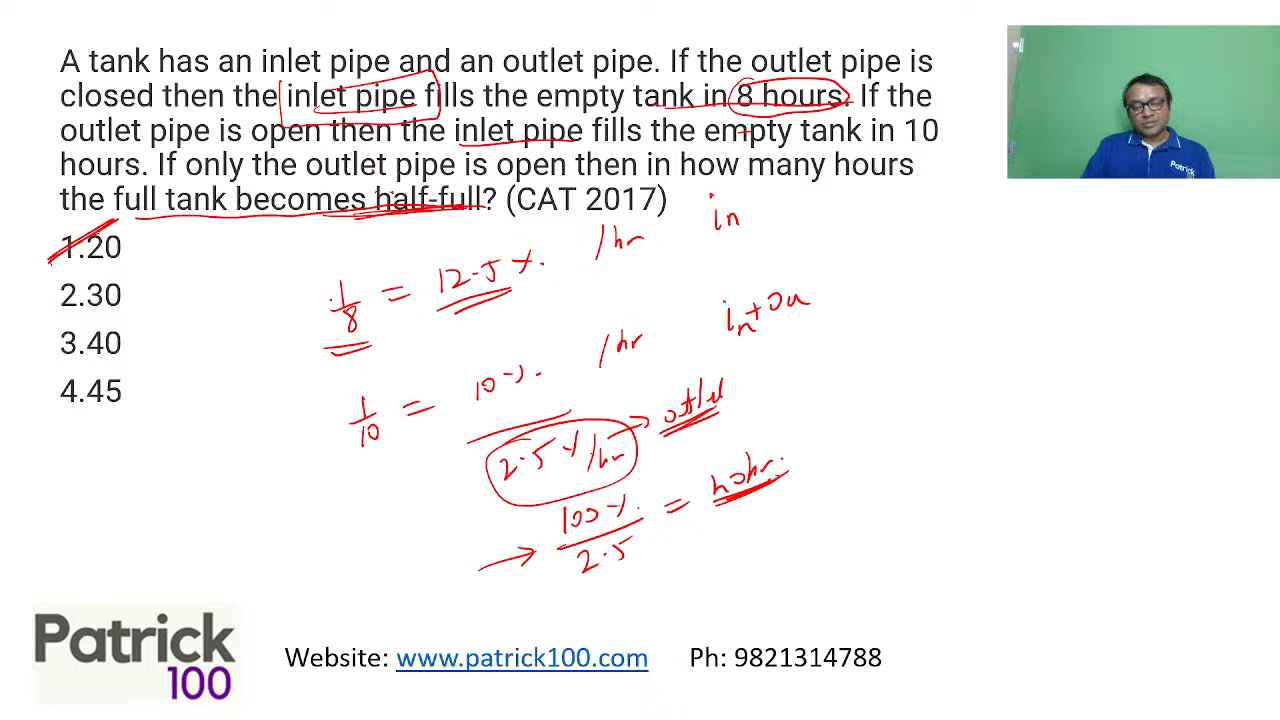 A tank has an inlet pipe and an outlet pipe. If the outlet pipe is
closed then the inlet pipe fills the empty tank in 8 hours. If the
outlet pipe is open then the inlet pipe fills the empty tank in 10
hours. If only the outlet pipe is open then in how many hours
the full tank becomes half-full? (CAT 2017)
1.20
2.30
3.40
4.45
1/8 = 12.5 % /hr in
1/10 = 10 % /hr in + ou
2.5 % /hr → outlet
→ 100 % / 2.5 = 40hr.
Patrick
100
Website: www.patrick100.com Ph: 9821314788
Patrick
100